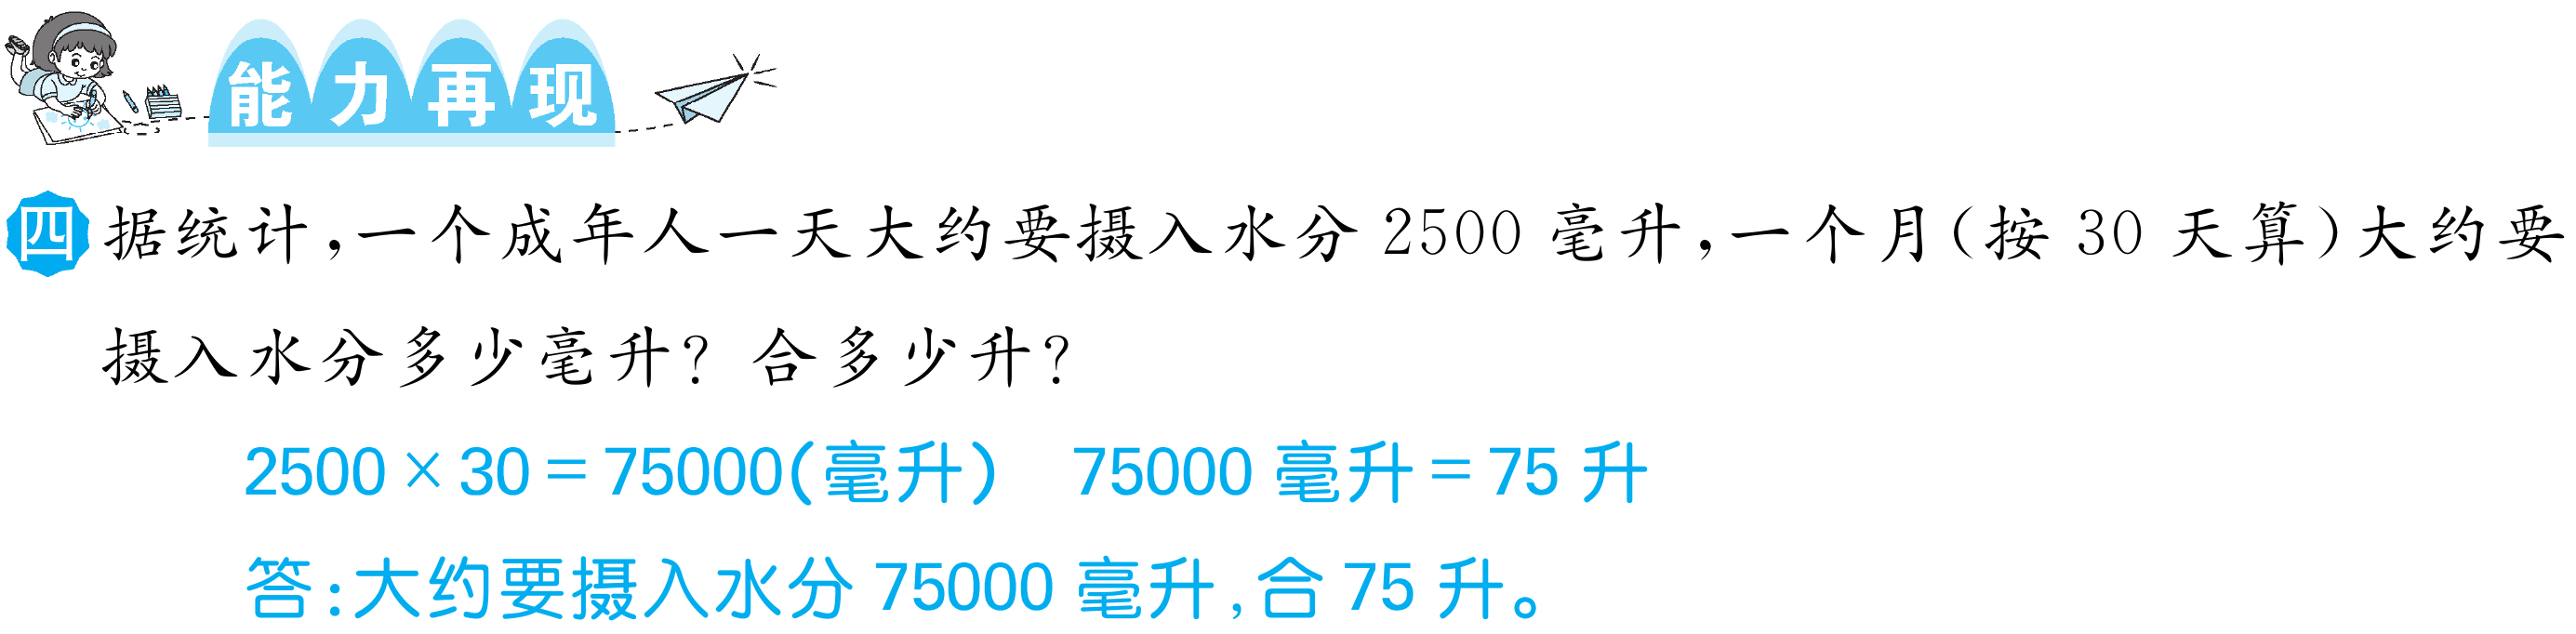 能力再现
四 据统计,一个成年人一天大约要摄入水分 2500 毫升,一个月(按 30 天算)大约要
摄入水分多少毫升? 合多少升?
2500×30=75000(毫升) 75000 毫升=75 升
答:大约要摄入水分 75000 毫升,合 75 升。